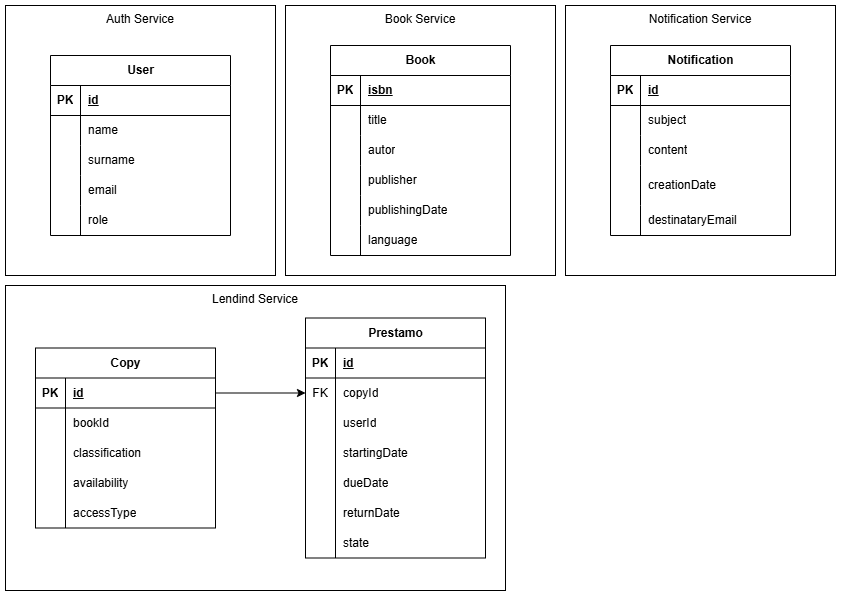 Auth Service
User
PK id
name
surname
email
role
Book Service
Book
PK isbn
title
autor
publisher
publishingDate
language
Notification Service
Notification
PK id
subject
content
creationDate
destinataryEmail
Lendind Service
Copy
PK id
bookId
classification
availability
accessType
Prestamo
PK id
FK copyId
userId
startingDate
dueDate
returnDate
state